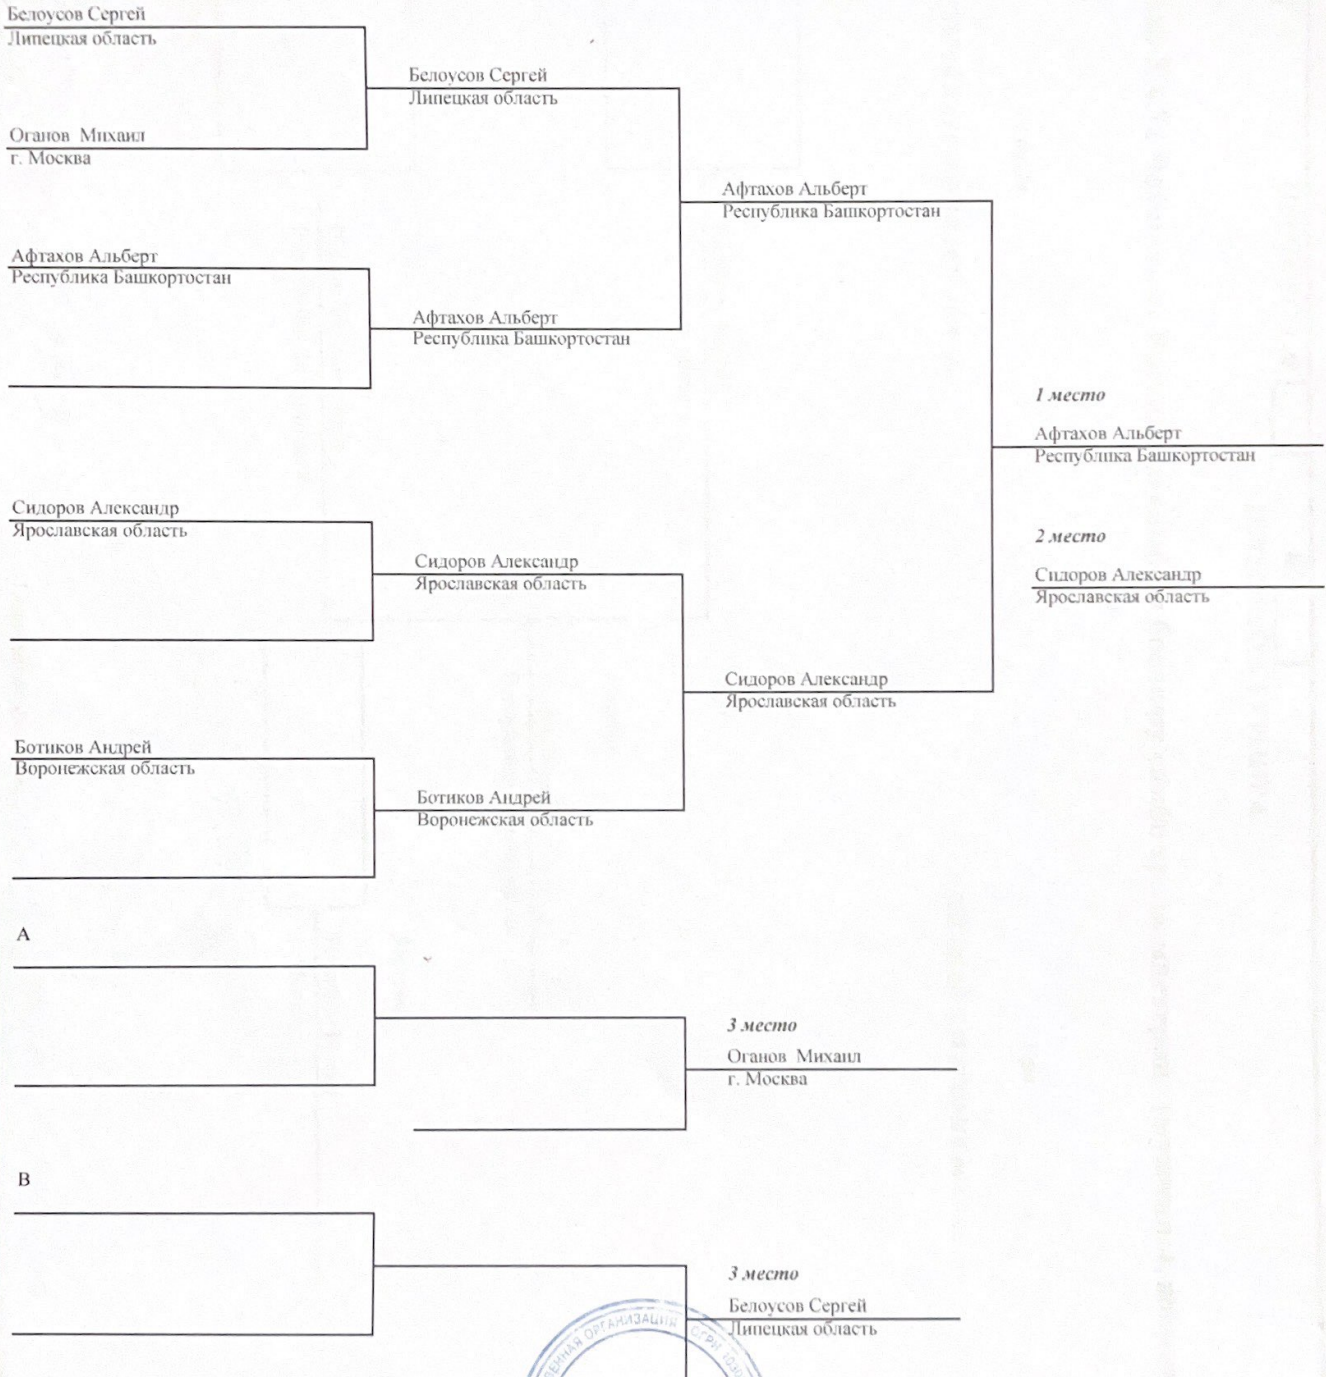 Белоусов Сергей
Липецкая область
Оганов Михаил
г. Москва
Афтахов Альберт
Республика Башкортостан
Сидоров Александр
Ярославская область
Ботиков Андрей
Воронежская область
Белоусов Сергей
Липецкая область
Афтахов Альберт
Республика Башкортостан
Сидоров Александр
Ярославская область
Ботиков Андрей
Воронежская область
Афтахов Альберт
Республика Башкортостан
Сидоров Александр
Ярославская область
1 место
Афтахов Альберт
Республика Башкортостан
2 место
Сидоров Александр
Ярославская область
A
3 место
Оганов Михаил
г. Москва
B
3 место
Белоусов Сергей
Липецкая область
ОРГАНИЗАЦИЯ ОГРН